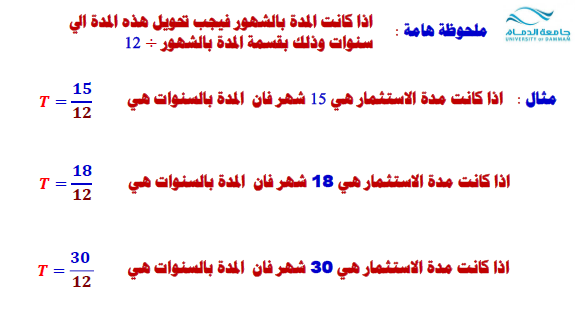 جامعة الدمام
UNIVERSITY OF DAMMAM
ملحوظة هامة : اذا كانت المدة بالشهور فيجب تحويل هذه المدة الي
سنوات وذلك بقسمة المدة بالشهور ÷ 12
مثال : اذا كانت مدة الاستثمار هي 15 شهر فان المدة بالسنوات هي T = 15/12
اذا كانت مدة الاستثمار هي 18 شهر فان المدة بالسنوات هي T = 18/12
اذا كانت مدة الاستثمار هي 30 شهر فان المدة بالسنوات هي T = 30/12